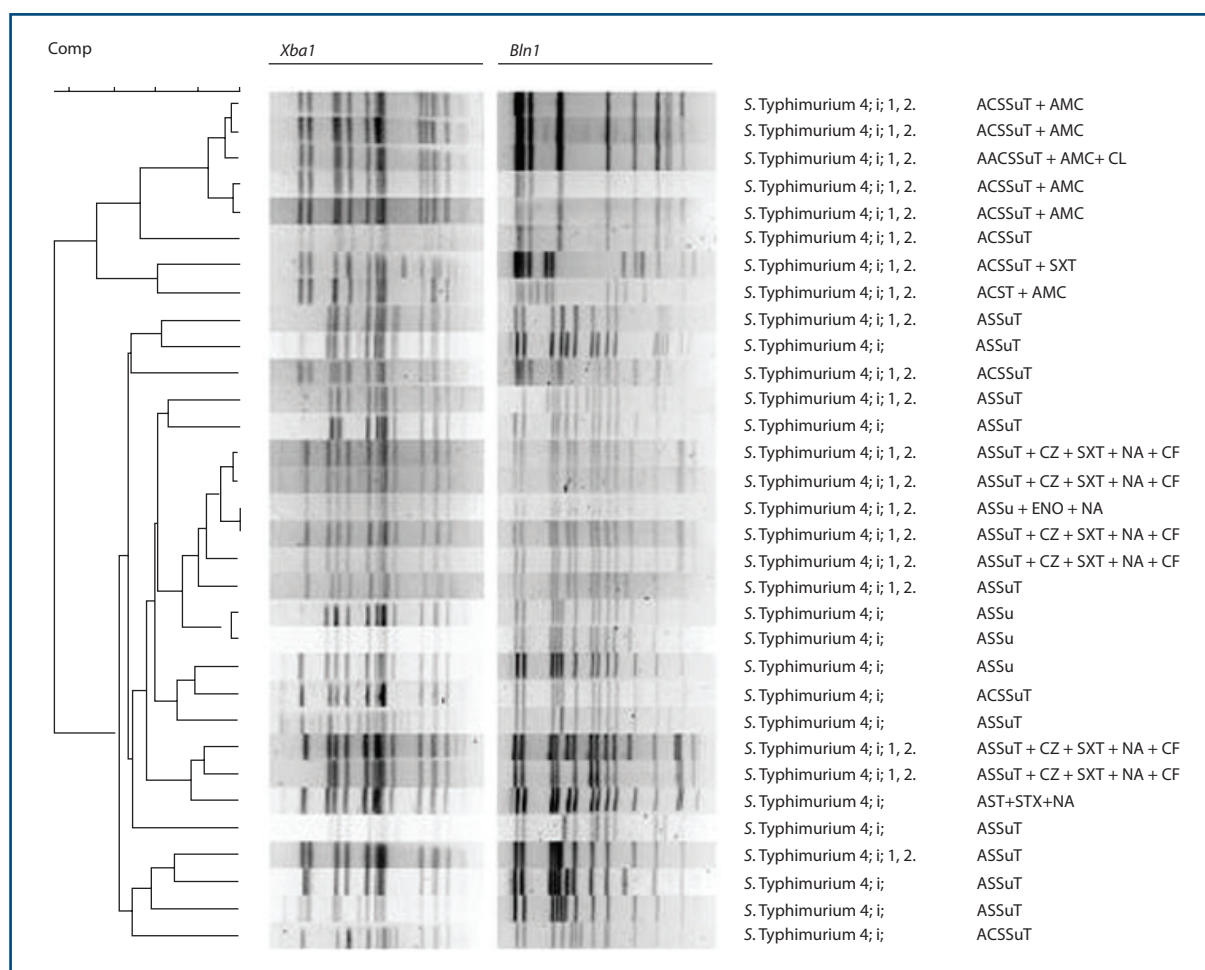 Comp Xba1 Bln1
S. Typhimurium 4; i; 1, 2. ACSSuT + AMC
S. Typhimurium 4; i; 1, 2. ACSSuT + AMC
S. Typhimurium 4; i; 1, 2. AACSSuT + AMC+ CL
S. Typhimurium 4; i; 1, 2. ACSSuT + AMC
S. Typhimurium 4; i; 1, 2. ACSSuT + AMC
S. Typhimurium 4; i; 1, 2. ACSSuT
S. Typhimurium 4; i; 1, 2. ACSSuT + SXT
S. Typhimurium 4; i; 1, 2. ACST + AMC
S. Typhimurium 4; i; 1, 2. ASSuT
S. Typhimurium 4; i; ASSuT
S. Typhimurium 4; i; 1, 2. ACSSuT
S. Typhimurium 4; i; 1, 2. ASSuT
S. Typhimurium 4; i; ASSuT
S. Typhimurium 4; i; 1, 2. ASSuT + CZ + SXT + NA + CF
S. Typhimurium 4; i; 1, 2. ASSuT + CZ + SXT + NA + CF
S. Typhimurium 4; i; 1, 2. ASSu + ENO + NA
S. Typhimurium 4; i; 1, 2. ASSuT + CZ + SXT + NA + CF
S. Typhimurium 4; i; 1, 2. ASSuT + CZ + SXT + NA + CF
S. Typhimurium 4; i; 1, 2. ASSuT
S. Typhimurium 4; i; ASSu
S. Typhimurium 4; i; ASSu
S. Typhimurium 4; i; ASSu
S. Typhimurium 4; i; ACSSuT
S. Typhimurium 4; i; ASSuT
S. Typhimurium 4; i; 1, 2. ASSuT + CZ + SXT + NA + CF
S. Typhimurium 4; i; 1, 2. ASSuT + CZ + SXT + NA + CF
S. Typhimurium 4; i; AST+STX+NA
S. Typhimurium 4; i; ASSuT
S. Typhimurium 4; i; 1, 2. ASSuT
S. Typhimurium 4; i; ASSuT
S. Typhimurium 4; i; ASSuT
S. Typhimurium 4; i; ACSSuT